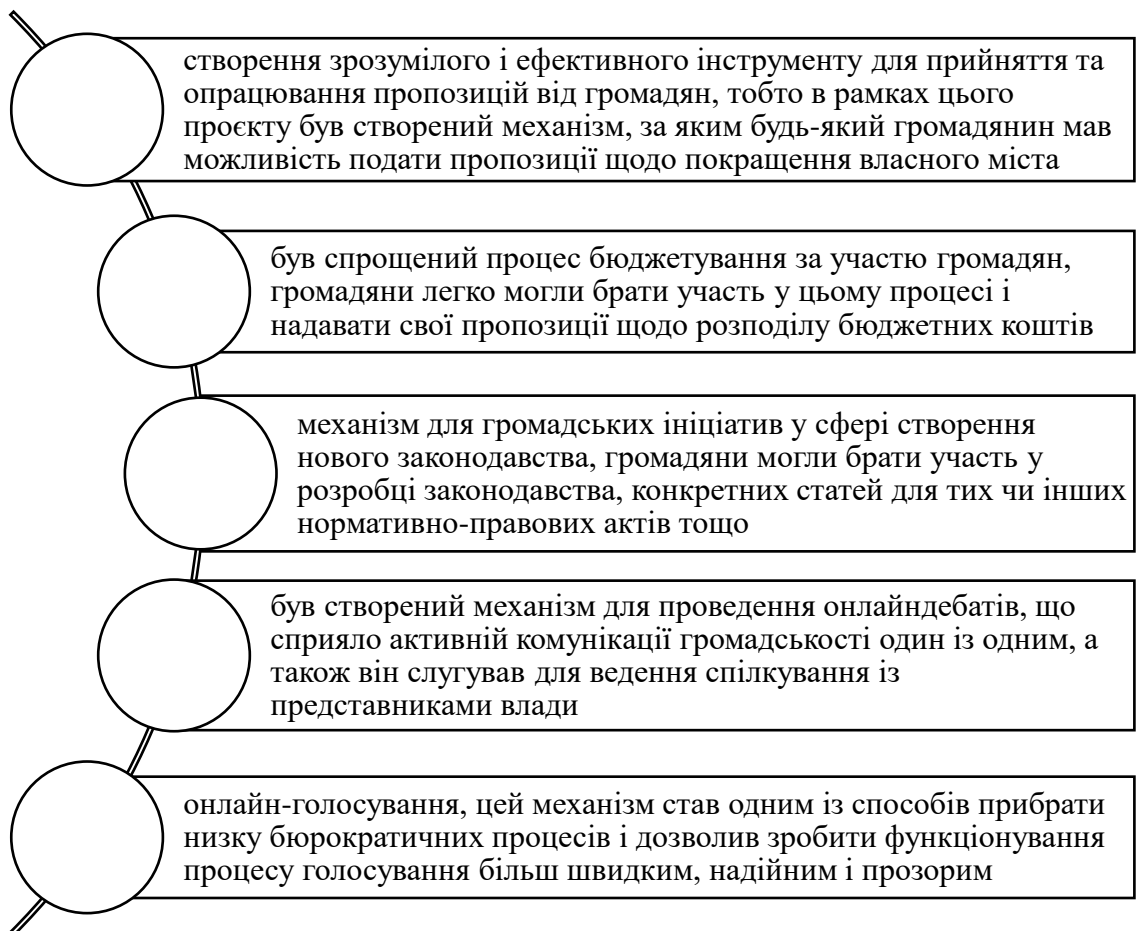 створення зрозумілого і ефективного інструменту для прийняття та
опрацювання пропозицій від громадян, тобто в рамках цього
проєкту був створений механізм, за яким будь-який громадянин мав
можливість подати пропозиції щодо покращення власного міста
був спрощений процес бюджетування за участю громадян,
громадяни легко могли брати участь у цьому процесі і
надавати свої пропозиції щодо розподілу бюджетних коштів
механізм для громадських ініціатив у сфері створення
нового законодавства, громадяни могли брати участь у
розробці законодавства, конкретних статей для тих чи інших
нормативно-правових актів тощо
був створений механізм для проведення онлайндебатів, що
сприяло активній комунікації громадськості один із одним, а
також він слугував для ведення спілкування із
представниками влади
онлайн-голосування, цей механізм став одним із способів прибрати
низку бюрократичних процесів і дозволив зробити функціонування
процесу голосування більш швидким, надійним і прозорим